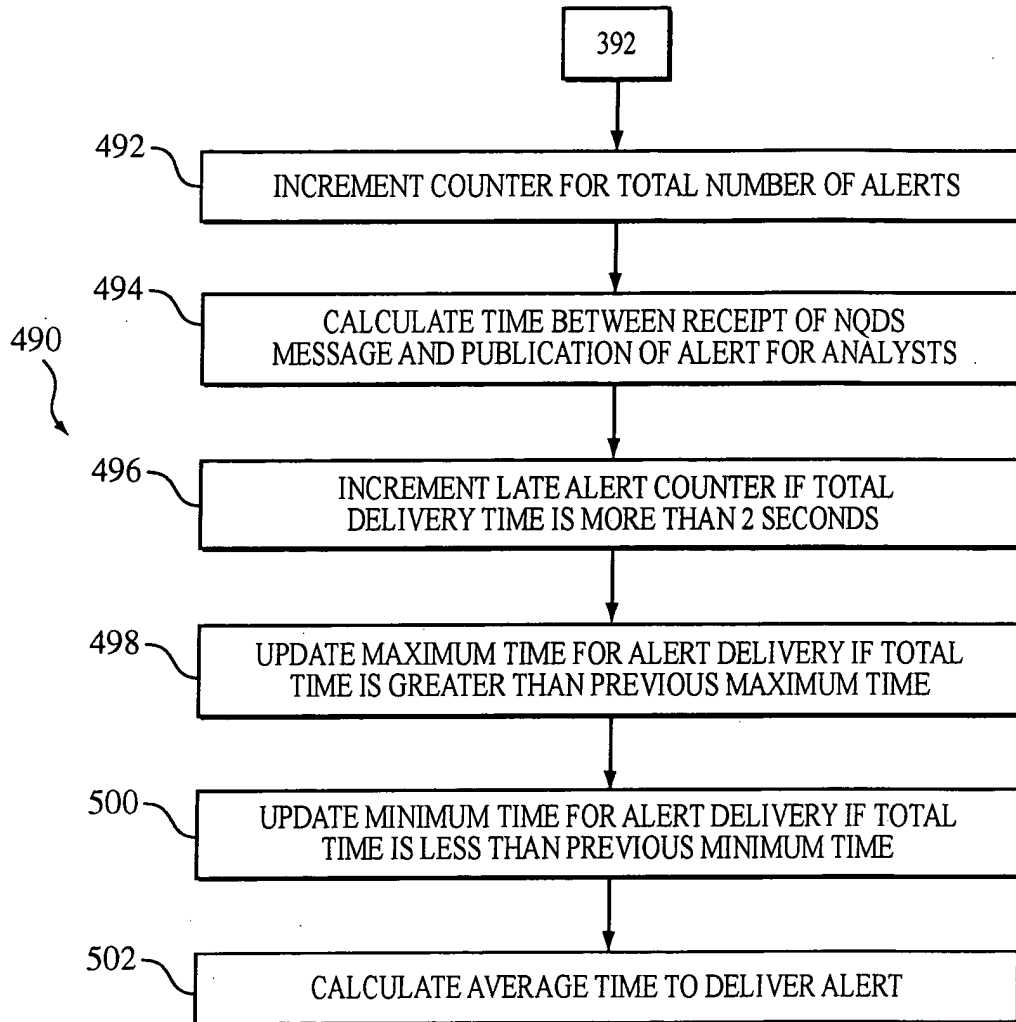 392
492
INCREMENT COUNTER FOR TOTAL NUMBER OF ALERTS
494
CALCULATE TIME BETWEEN RECEIPT OF NQDS
MESSAGE AND PUBLICATION OF ALERT FOR ANALYSTS
490
496
INCREMENT LATE ALERT COUNTER IF TOTAL
DELIVERY TIME IS MORE THAN 2 SECONDS
498
UPDATE MAXIMUM TIME FOR ALERT DELIVERY IF TOTAL
TIME IS GREATER THAN PREVIOUS MAXIMUM TIME
500
UPDATE MINIMUM TIME FOR ALERT DELIVERY IF TOTAL
TIME IS LESS THAN PREVIOUS MINIMUM TIME
502
CALCULATE AVERAGE TIME TO DELIVER ALERT